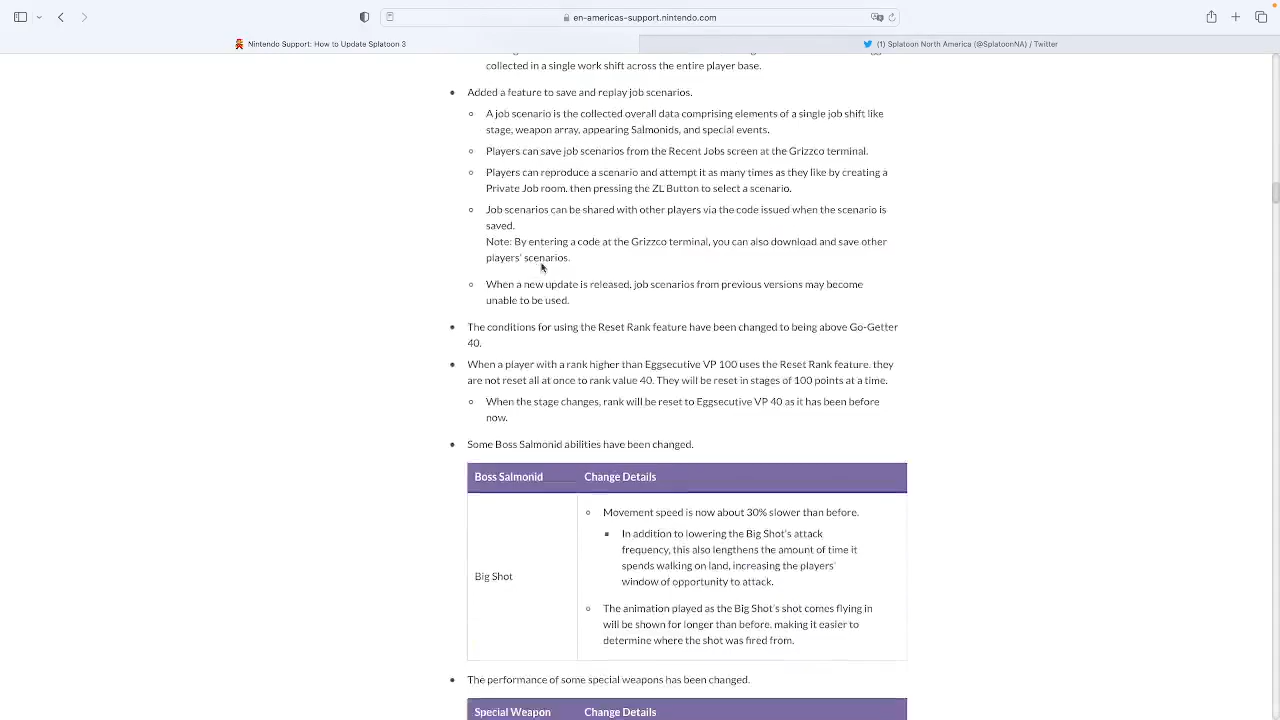 en-americas-support.nintendo.com
Nintendo Support: How to Update Splatoon 3
(1) Splatoon North America (@SplatoonNA) / Twitter
collected in a single work shift across the entire player base.
Added a feature to save and replay job scenarios.
A job scenario is the collected overall data comprising elements of a single job shift like
stage, weapon array, appearing Salmonids, and special events.
Players can save job scenarios from the Recent Jobs screen at the Grizzco terminal.
Players can reproduce a scenario and attempt it as many times as they like by creating a
Private Job room, then pressing the ZL Button to select a scenario.
Job scenarios can be shared with other players via the code issued when the scenario is
saved.
Note: By entering a code at the Grizzco terminal, you can also download and save other
players' scenarios.
When a new update is released, job scenarios from previous versions may become
unable to be used.
The conditions for using the Reset Rank feature have been changed to being above Go-Getter
40.
When a player with a rank higher than Eggsecutive VP 100 uses the Reset Rank feature, they
are not reset all at once to rank value 40. They will be reset in stages of 100 points at a time.
When the stage changes, rank will be reset to Eggsecutive VP 40 as it has been before
now.
Some Boss Salmonid abilities have been changed.
Boss Salmonid Change Details
Movement speed is now about 30% slower than before.
In addition to lowering the Big Shot's attack
frequency, this also lengthens the amount of time it
spends walking on land, increasing the players'
window of opportunity to attack.
Big Shot
The animation played as the Big Shot's shot comes flying in
will be shown for longer than before, making it easier to
determine where the shot was fired from.
The performance of some special weapons has been changed.
Special Weapon Change Details